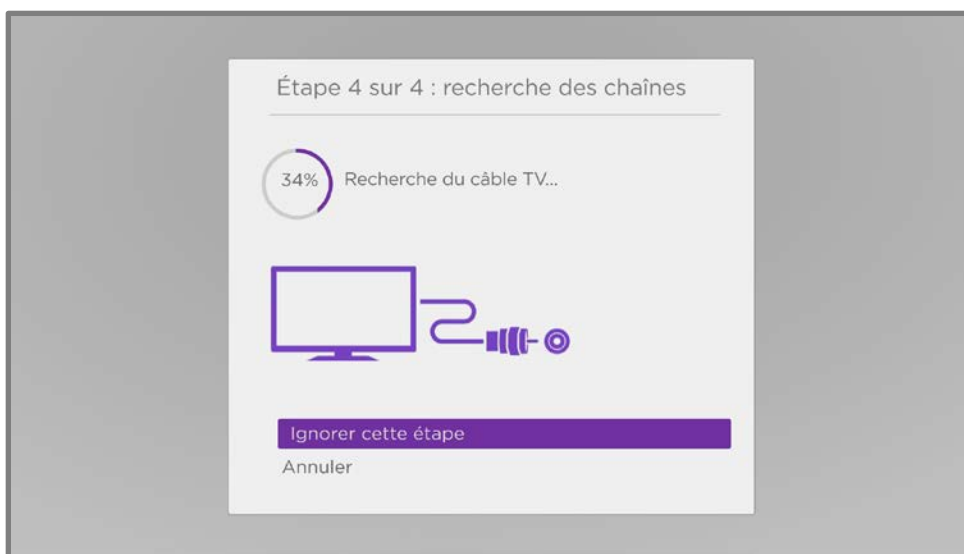 Étape 4 sur 4 : recherche des chaînes
34%
Recherche du câble TV...
Ignorer cette étape
Annuler